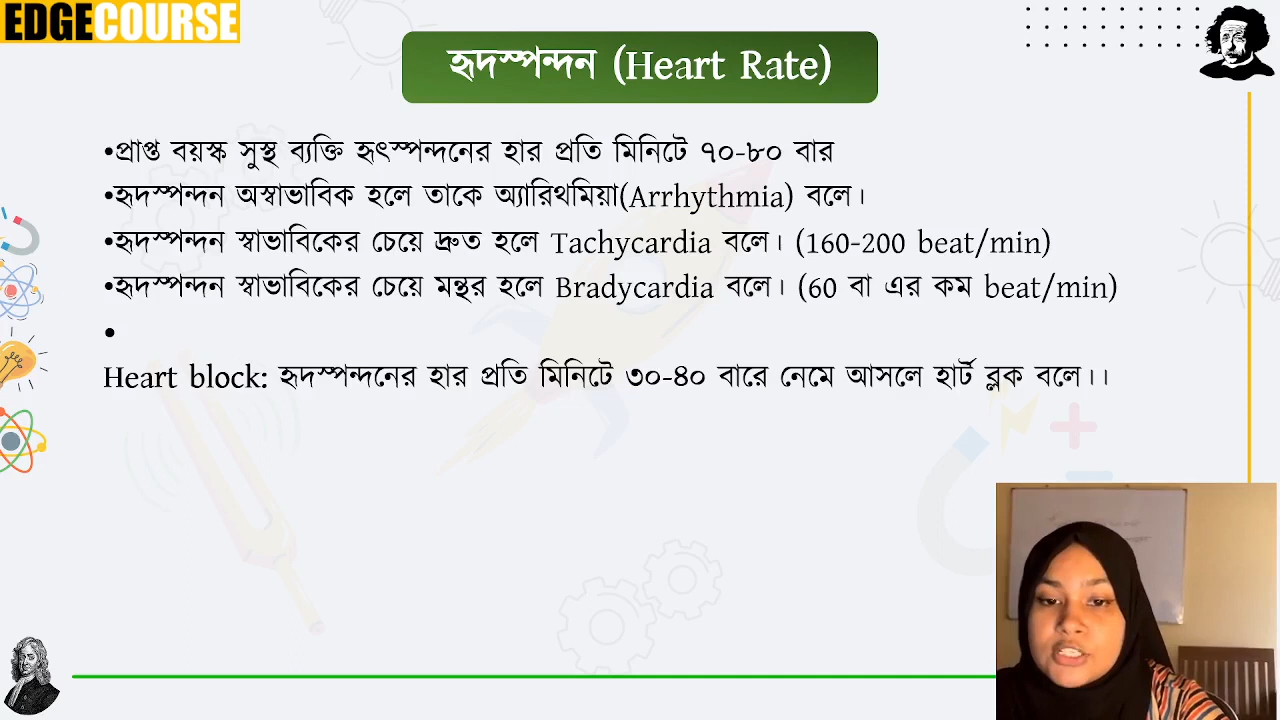 EDGECOURSE
হৃদস্পন্দন (Heart Rate)
•প্রাপ্ত বয়স্ক সুস্থ ব্যক্তি হৃৎস্পন্দনের হার প্রতি মিনিটে ৭০-৮০ বার
•হৃদস্পন্দন অস্বাভাবিক হলে তাকে অ্যারিথমিয়া(Arrhythmia) বলে।
•হৃদস্পন্দন স্বাভাবিকের চেয়ে দ্রুত হলে Tachycardia বলে। (160-200 beat/min)
•হৃদস্পন্দন স্বাভাবিকের চেয়ে মন্থর হলে Bradycardia বলে। (60 বা এর কম beat/min)
•
Heart block: হৃদস্পন্দনের হার প্রতি মিনিটে ৩০-৪০ বারে নেমে আসলে হার্ট ব্লক বলে।।